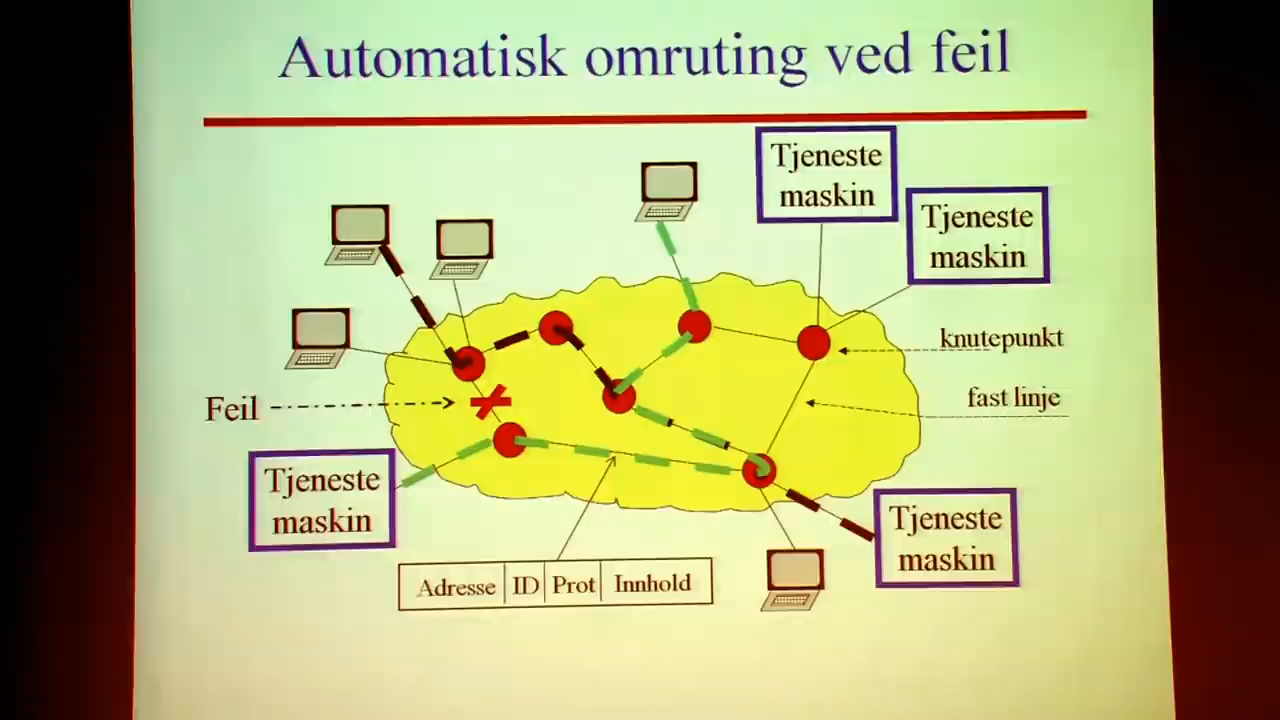 Automatisk omruting ved feil
Tjeneste
maskin
Tjeneste
maskin
knutepunkt
fast linje
Feil
Tjeneste
maskin
Tjeneste
maskin
Adresse ID Prot Innhold